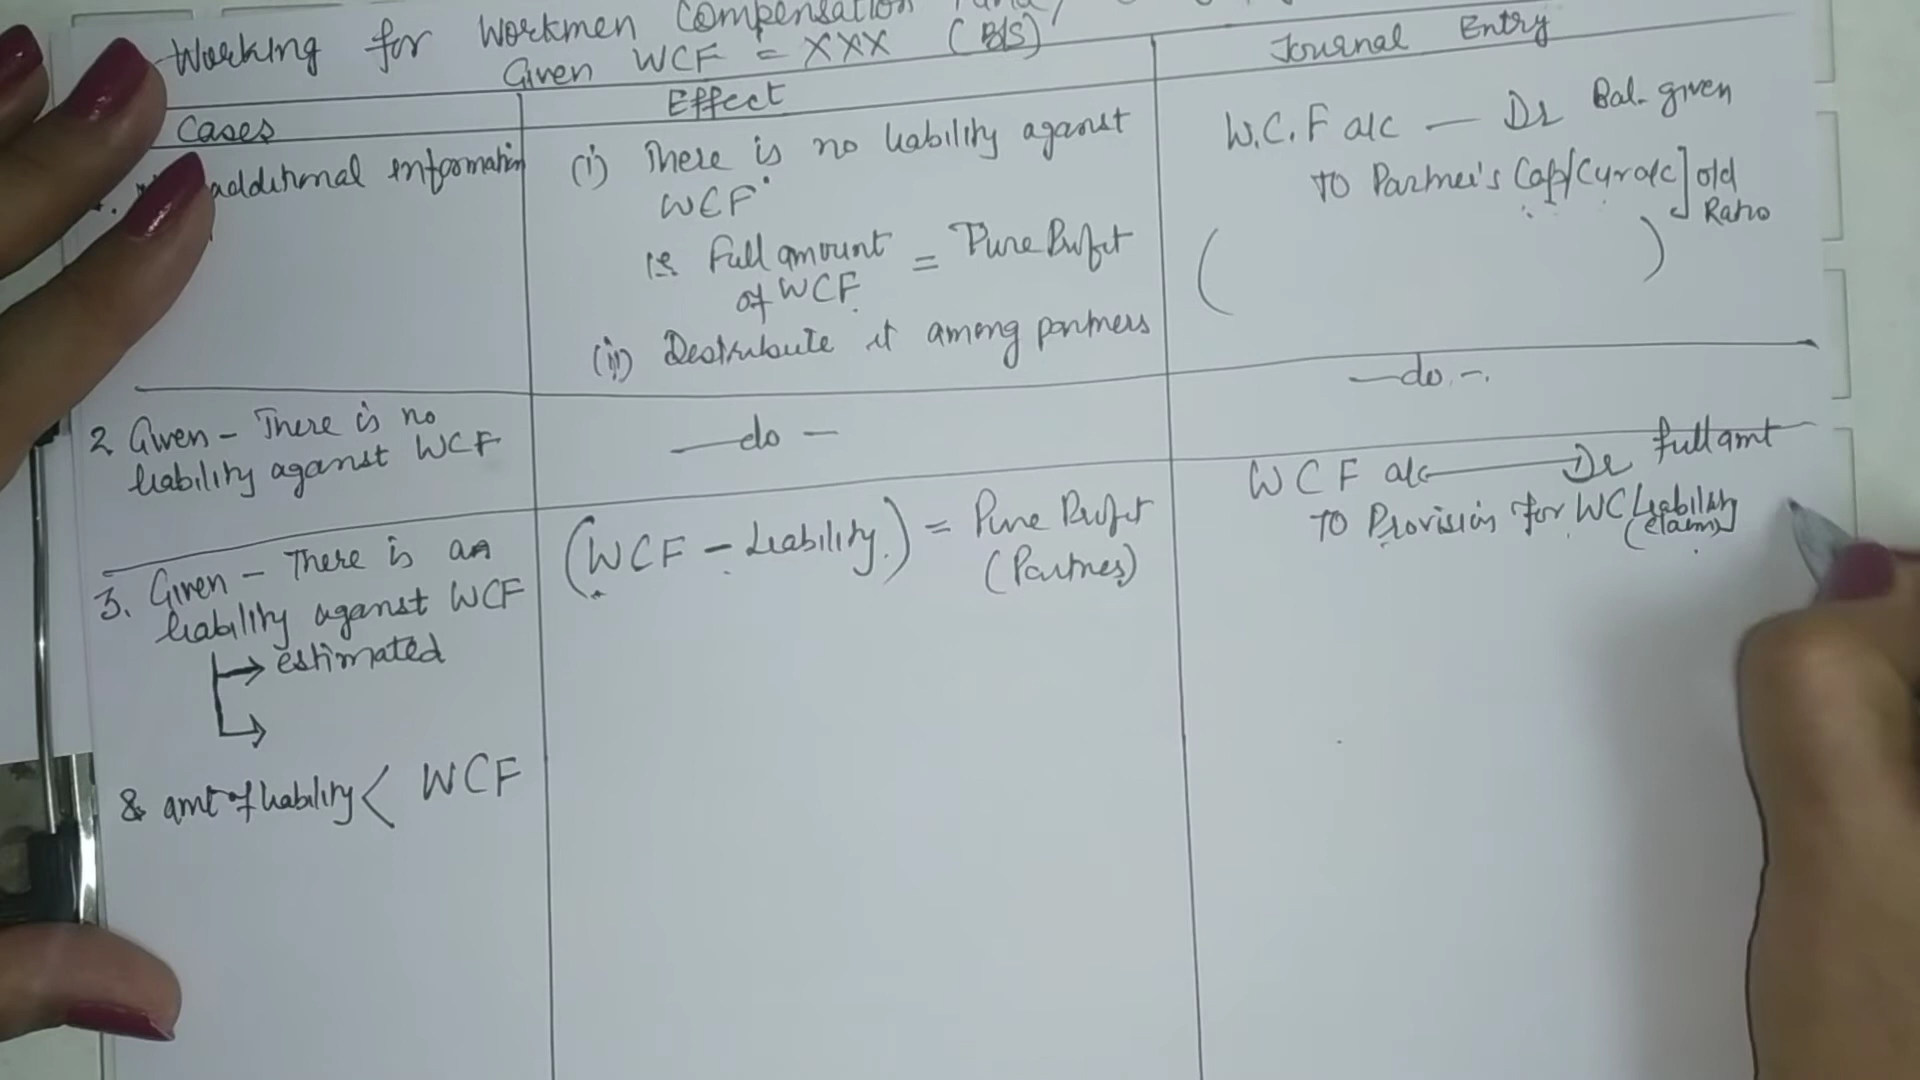 Working for Workmen Compensation
Given WCF = XXX (B/S)
Cases
Effect
Journal Entry
additional information
(i) There is no liability against
WCF
i.e. Full amount of WCF = Pure Profit
(ii) Distribute it among partners
W.C.F a/c — Dr Bal. given
To Partner's Cap/Cur a/c] old
Ratio
( )
2 Given - There is no
liability against WCF
— do —
— do. —.
3. Given - There is an
liability against WCF
→ estimated
→
& amt of liability < WCF
(WCF - Liability.) = Pure Profit
(Partners)
WCF a/c — Dr full amt
To Provision for WC Liability
(claim)